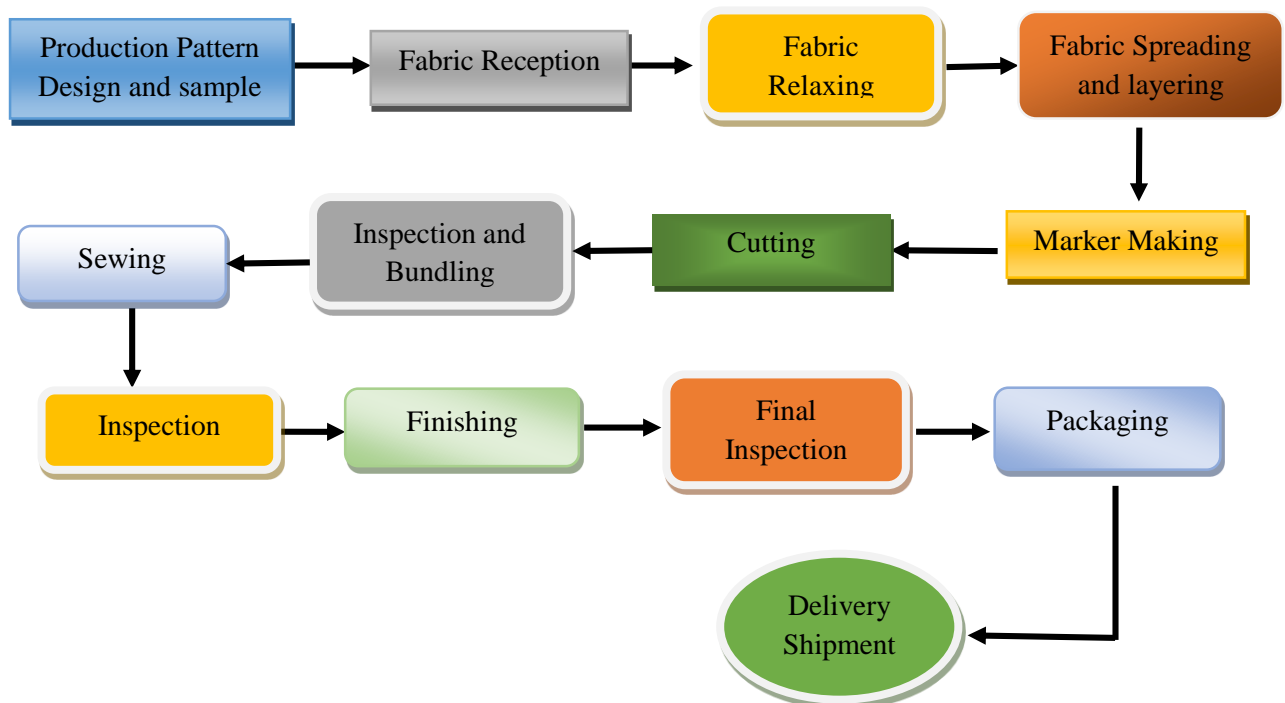 Production Pattern
Design and sample
Fabric Reception
Fabric
Relaxing
Fabric Spreading
and layering
Sewing
Inspection and
Bundling
Cutting
Marker Making
Inspection
Finishing
Final
Inspection
Packaging
Delivery
Shipment